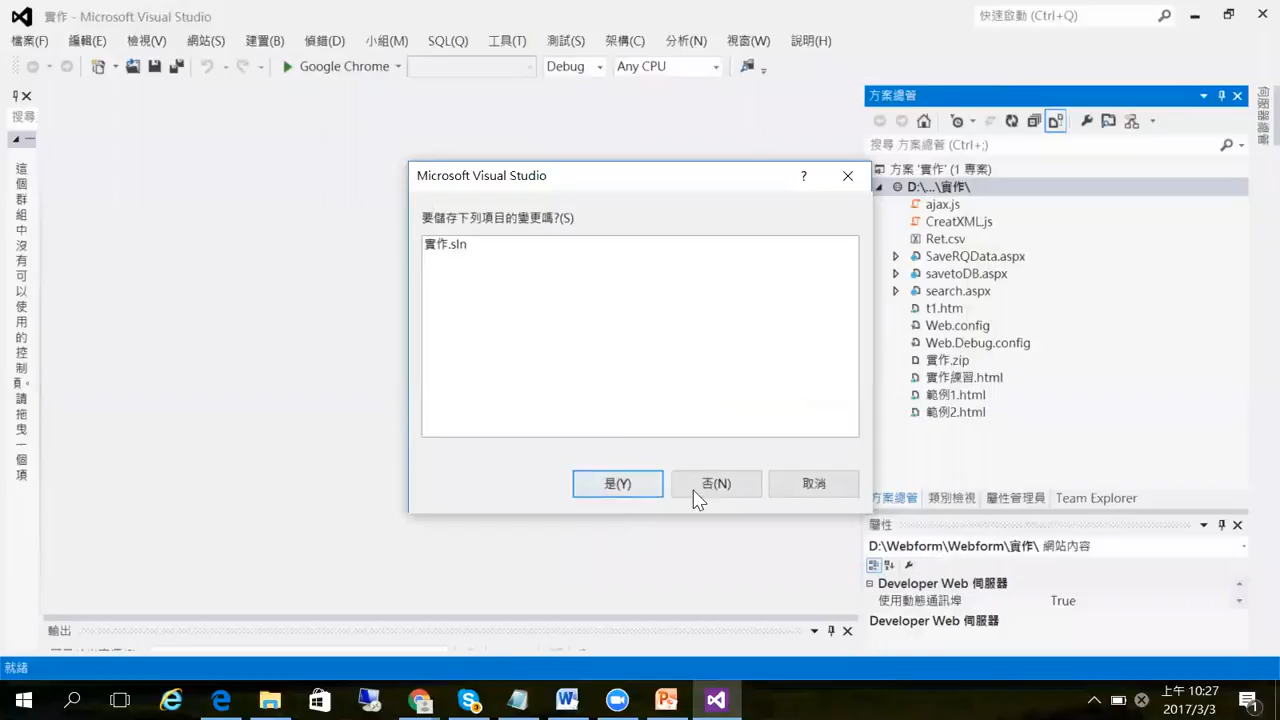 實作 - Microsoft Visual Studio
快速啟動 (Ctrl+Q)
檔案(F) 編輯(E) 檢視(V) 網站(S) 建置(B) 偵錯(D) 小組(M) SQL(Q) 工具(T) 測試(S) 架構(C) 分析(N) 視窗(W) 說明(H)
Google Chrome Debug Any CPU
搜尋
這個群組中沒有可以使用的控制項。請拖曳一個項
Microsoft Visual Studio
要儲存下列項目的變更嗎?(S)
實作.sln
是(Y) 否(N) 取消
方案總管
搜尋 方案總管 (Ctrl+;)
方案 '實作' (1 專案)
D:\...\實作\
ajax.js
CreatXML.js
Ret.csv
SaveRQData.aspx
savetoDB.aspx
search.aspx
t1.htm
Web.config
Web.Debug.config
實作.zip
實作練習.html
範例1.html
範例2.html
方案總管 類別檢視 屬性管理員 Team Explorer
屬性
D:\Webform\Webform\實作\ 網站內容
Developer Web 伺服器
使用動態通訊埠 True
Developer Web 伺服器
伺服器總管
輸出
就緒
上午 10:27
2017/3/3
1